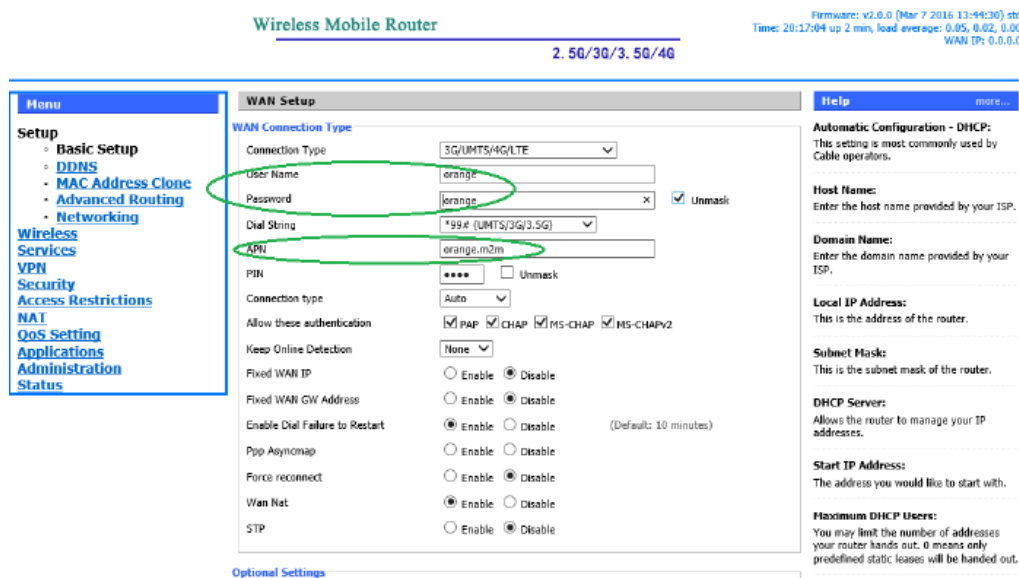 Wireless Mobile Router
2.5G/3G/3.5G/4G
Firmware: v2.0.0 (Mar 7 2016 13:44:30) std
Time: 20:17:04 up 2 min, load average: 0.05, 0.02, 0.00
WAN IP: 0.0.0.0
Menu
Setup
Basic Setup
DDNS
MAC Address Clone
Advanced Routing
Networking
Wireless
Services
VPN
Security
Access Restrictions
NAT
QoS Setting
Applications
Administration
Status
WAN Setup
WAN Connection Type
Connection Type 3G/UMTS/4G/LTE
User Name orange
Password orange × Unmask
Dial String *99# (UMTS/3G/3.5G)
APN orange.m2m
PIN •••• Unmask
Connection type Auto
Allow these authentication PAP CHAP MS-CHAP MS-CHAPv2
Keep Online Detection None
Fixed WAN IP Enable Disable
Fixed WAN GW Address Enable Disable
Enable Dial Failure to Restart Enable Disable (Default: 10 minutes)
Ppp Asyncmap Enable Disable
Force reconnect Enable Disable
Wan Nat Enable Disable
STP Enable Disable
Optional Settings
Help more...
Automatic Configuration - DHCP:
This setting is most commonly used by
Cable operators.
Host Name:
Enter the host name provided by your ISP.
Domain Name:
Enter the domain name provided by your
ISP.
Local IP Address:
This is the address of the router.
Subnet Mask:
This is the subnet mask of the router.
DHCP Server:
Allows the router to manage your IP
addresses.
Start IP Address:
The address you would like to start with.
Maximum DHCP Users:
You may limit the number of addresses
your router hands out. 0 means only
predefined static leases will be handed out.